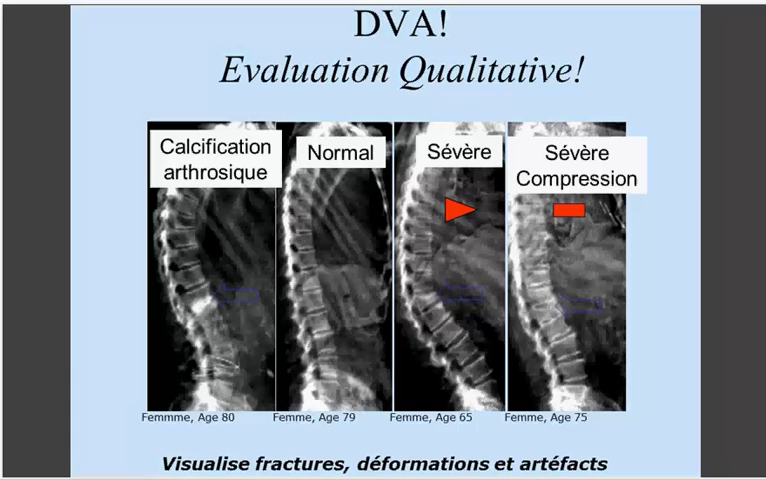 DVA!
Evaluation Qualitative!
Calcification
arthrosique
Normal
Sévère
Sévère
Compression
Femmme, Age 80
Femme, Age 79
Femme, Age 65
Femme, Age 75
Visualise fractures, déformations et artéfacts